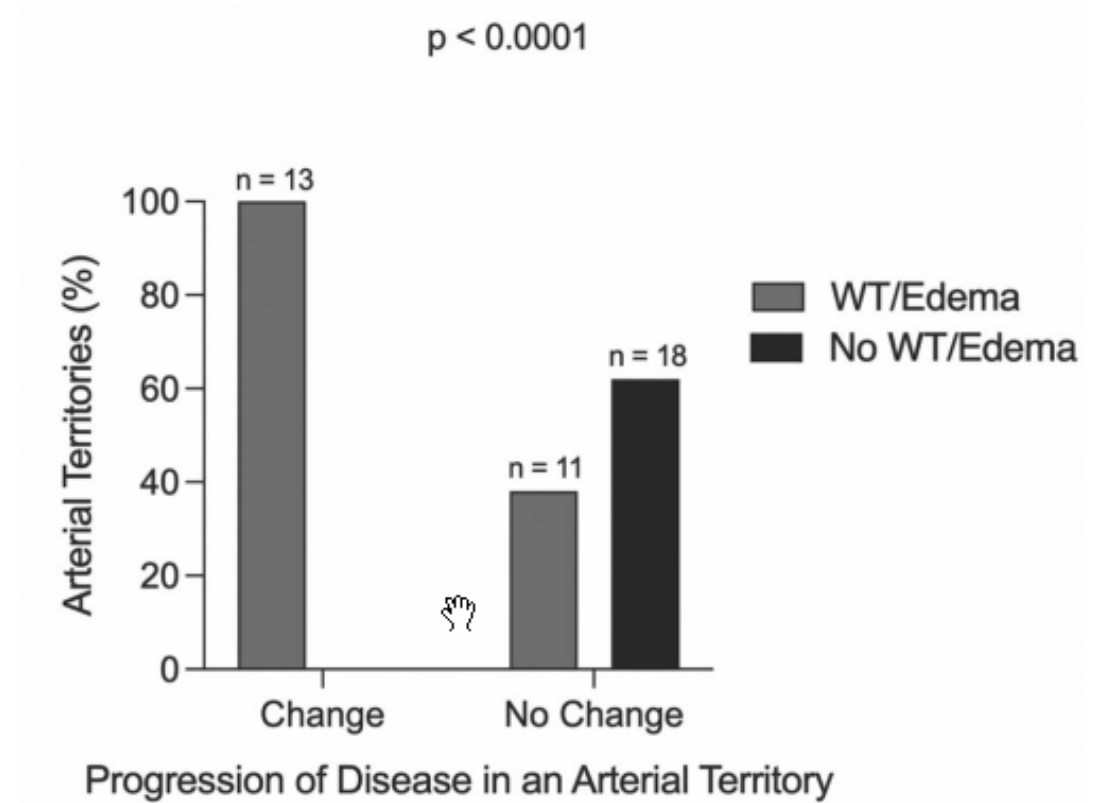 p < 0.0001
n = 13
100
80
60
40
20
0
Arterial Territories (%)
n = 11
n = 18
WT/Edema
No WT/Edema
Change
No Change
Progression of Disease in an Arterial Territory